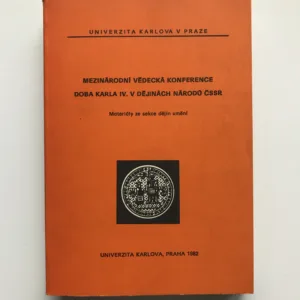 UNIVERZITA KARLOVA V PRAZE
MEZINÁRODNÍ VĚDECKÁ KONFERENCE
DOBA KARLA IV. V DĚJINÁCH NÁRODŮ ČSSR
Materiály ze sekce dějin umění
UNIVERZITA KARLOVA, PRAHA 1982